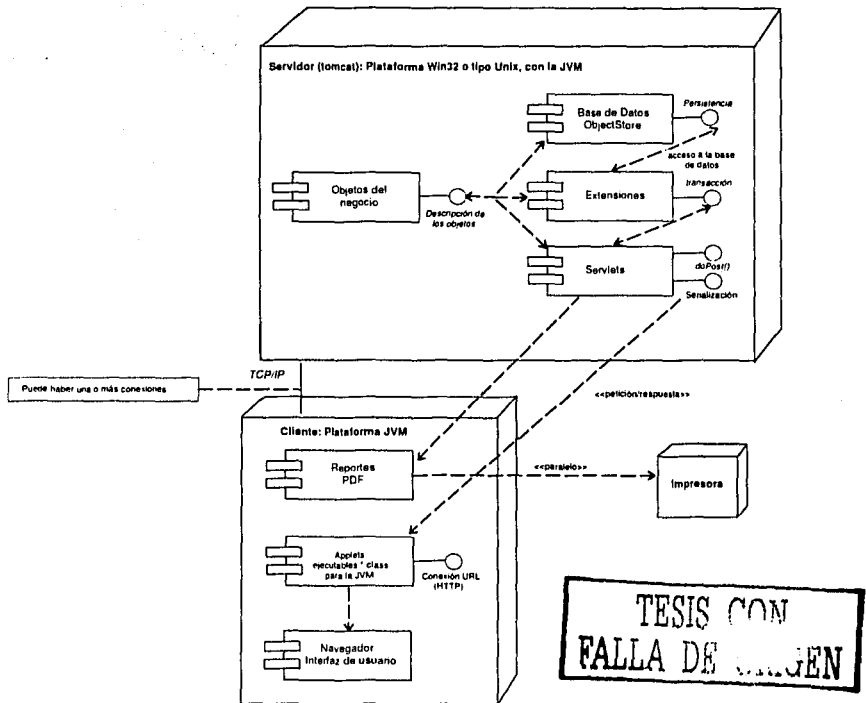 Servidor (tomcat): Plataforma Win32 o tipo Unix, con la JVM
Base de Datos
ObjectStore
Persistencia
acceso a la base
de datos
Objetos del
negocio
Descripción de
los objetos
Extensiones
transacción
Servlets
doPost()
Serialización
TCP/IP
Puede haber una o más conexiones
<<petición/respuesta>>
Cliente: Plataforma JVM
Reportes
PDF
<<paralelo>>
Impresora
Applets
ejecutables * class
para la JVM
Conexión URL
(HTTP)
Navegador
Interfaz de usuario
TESIS CON
FALLA DE ORIGEN